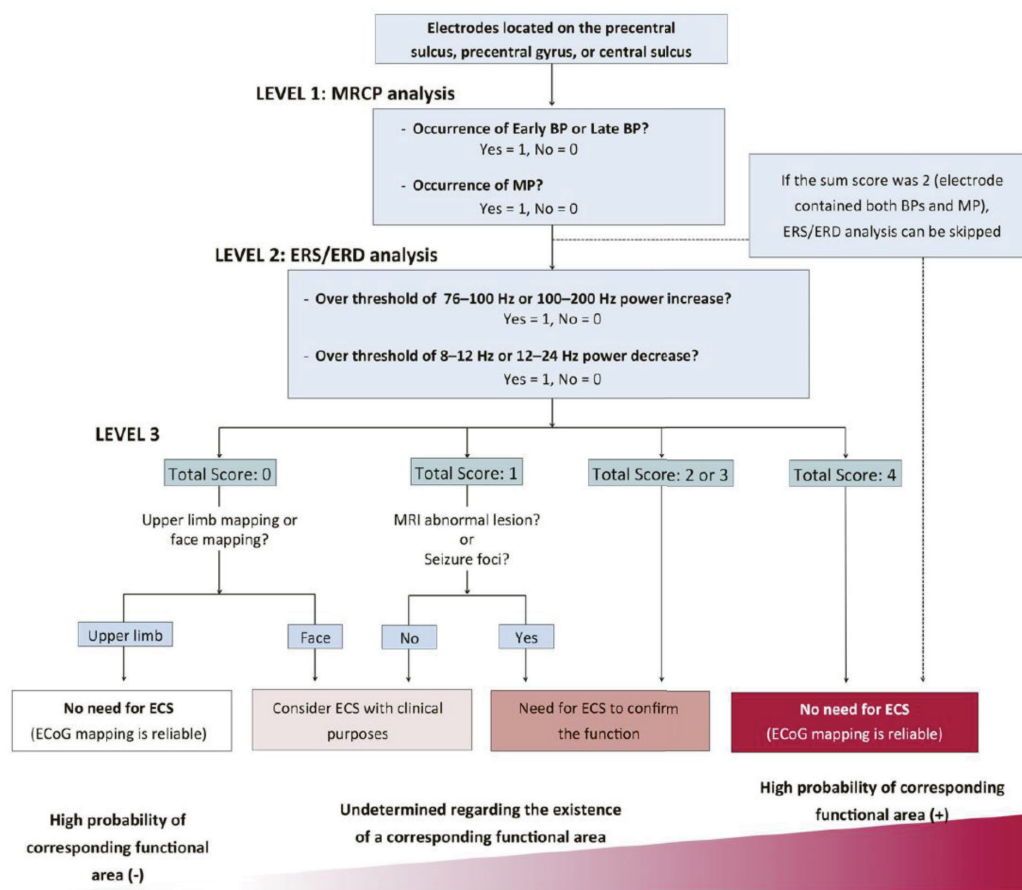 Electrodes located on the precentral
sulcus, precentral gyrus, or central sulcus
LEVEL 1: MRCP analysis
- Occurrence of Early BP or Late BP?
Yes = 1, No = 0
- Occurrence of MP?
Yes = 1, No = 0
If the sum score was 2 (electrode
contained both BPs and MP),
ERS/ERD analysis can be skipped
LEVEL 2: ERS/ERD analysis
- Over threshold of 76–100 Hz or 100–200 Hz power increase?
Yes = 1, No = 0
- Over threshold of 8–12 Hz or 12–24 Hz power decrease?
Yes = 1, No = 0
LEVEL 3
Total Score: 0
Total Score: 1
Total Score: 2 or 3
Total Score: 4
Upper limb mapping or
face mapping?
MRI abnormal lesion?
or
Seizure foci?
Upper limb
Face
No
Yes
No need for ECS
(ECoG mapping is reliable)
Consider ECS with clinical
purposes
Need for ECS to confirm
the function
No need for ECS
(ECoG mapping is reliable)
High probability of
corresponding functional
area (-)
Undetermined regarding the existence
of a corresponding functional area
High probability of corresponding
functional area (+)